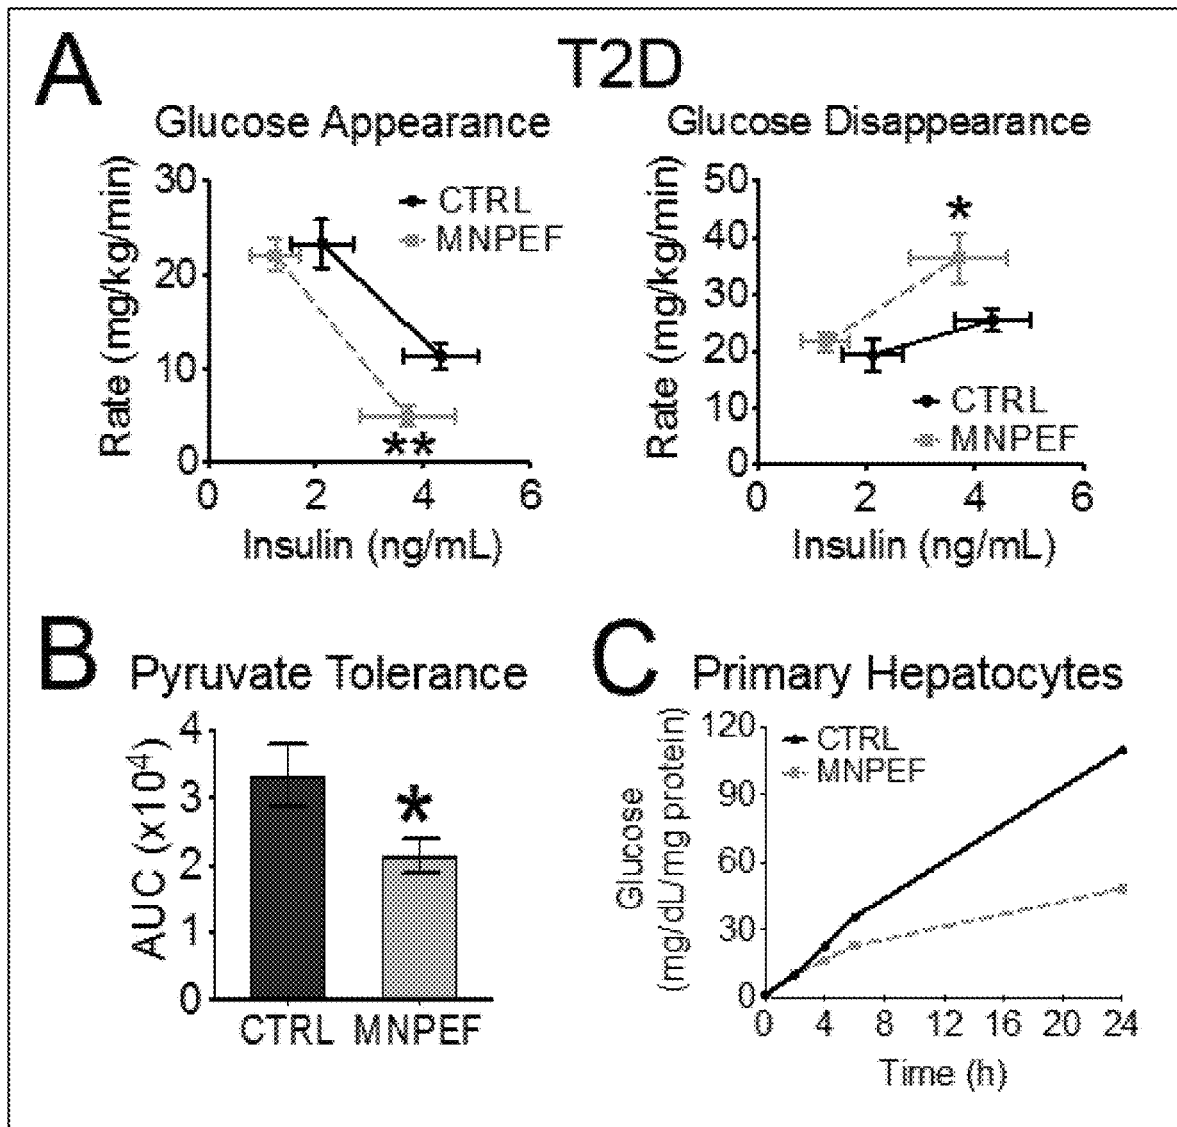 A
T2D
Glucose Appearance
Rate (mg/kg/min)
30
20
10
0
0 2 4 6
Insulin (ng/mL)
CTRL
MNPEF
**
Glucose Disappearance
Rate (mg/kg/min)
50
40
30
20
10
0
0 2 4 6
Insulin (ng/mL)
*
CTRL
MNPEF
B
Pyruvate Tolerance
AUC (x10⁴)
4
3
2
1
0
*
CTRL MNPEF
C
Primary Hepatocytes
Glucose
(mg/dL/mg protein)
120
90
60
30
0
CTRL
MNPEF
0 4 8 12 16 20 24
Time (h)